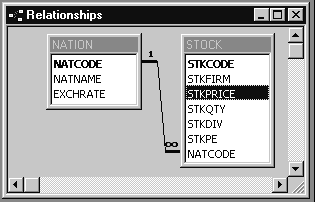 Relationships
NATION
NATCODE
NATNAME
EXCHRATE
1
∞
STOCK
STKCODE
STKFIRM
STKPRICE
STKQTY
STKDIV
STKPE
NATCODE